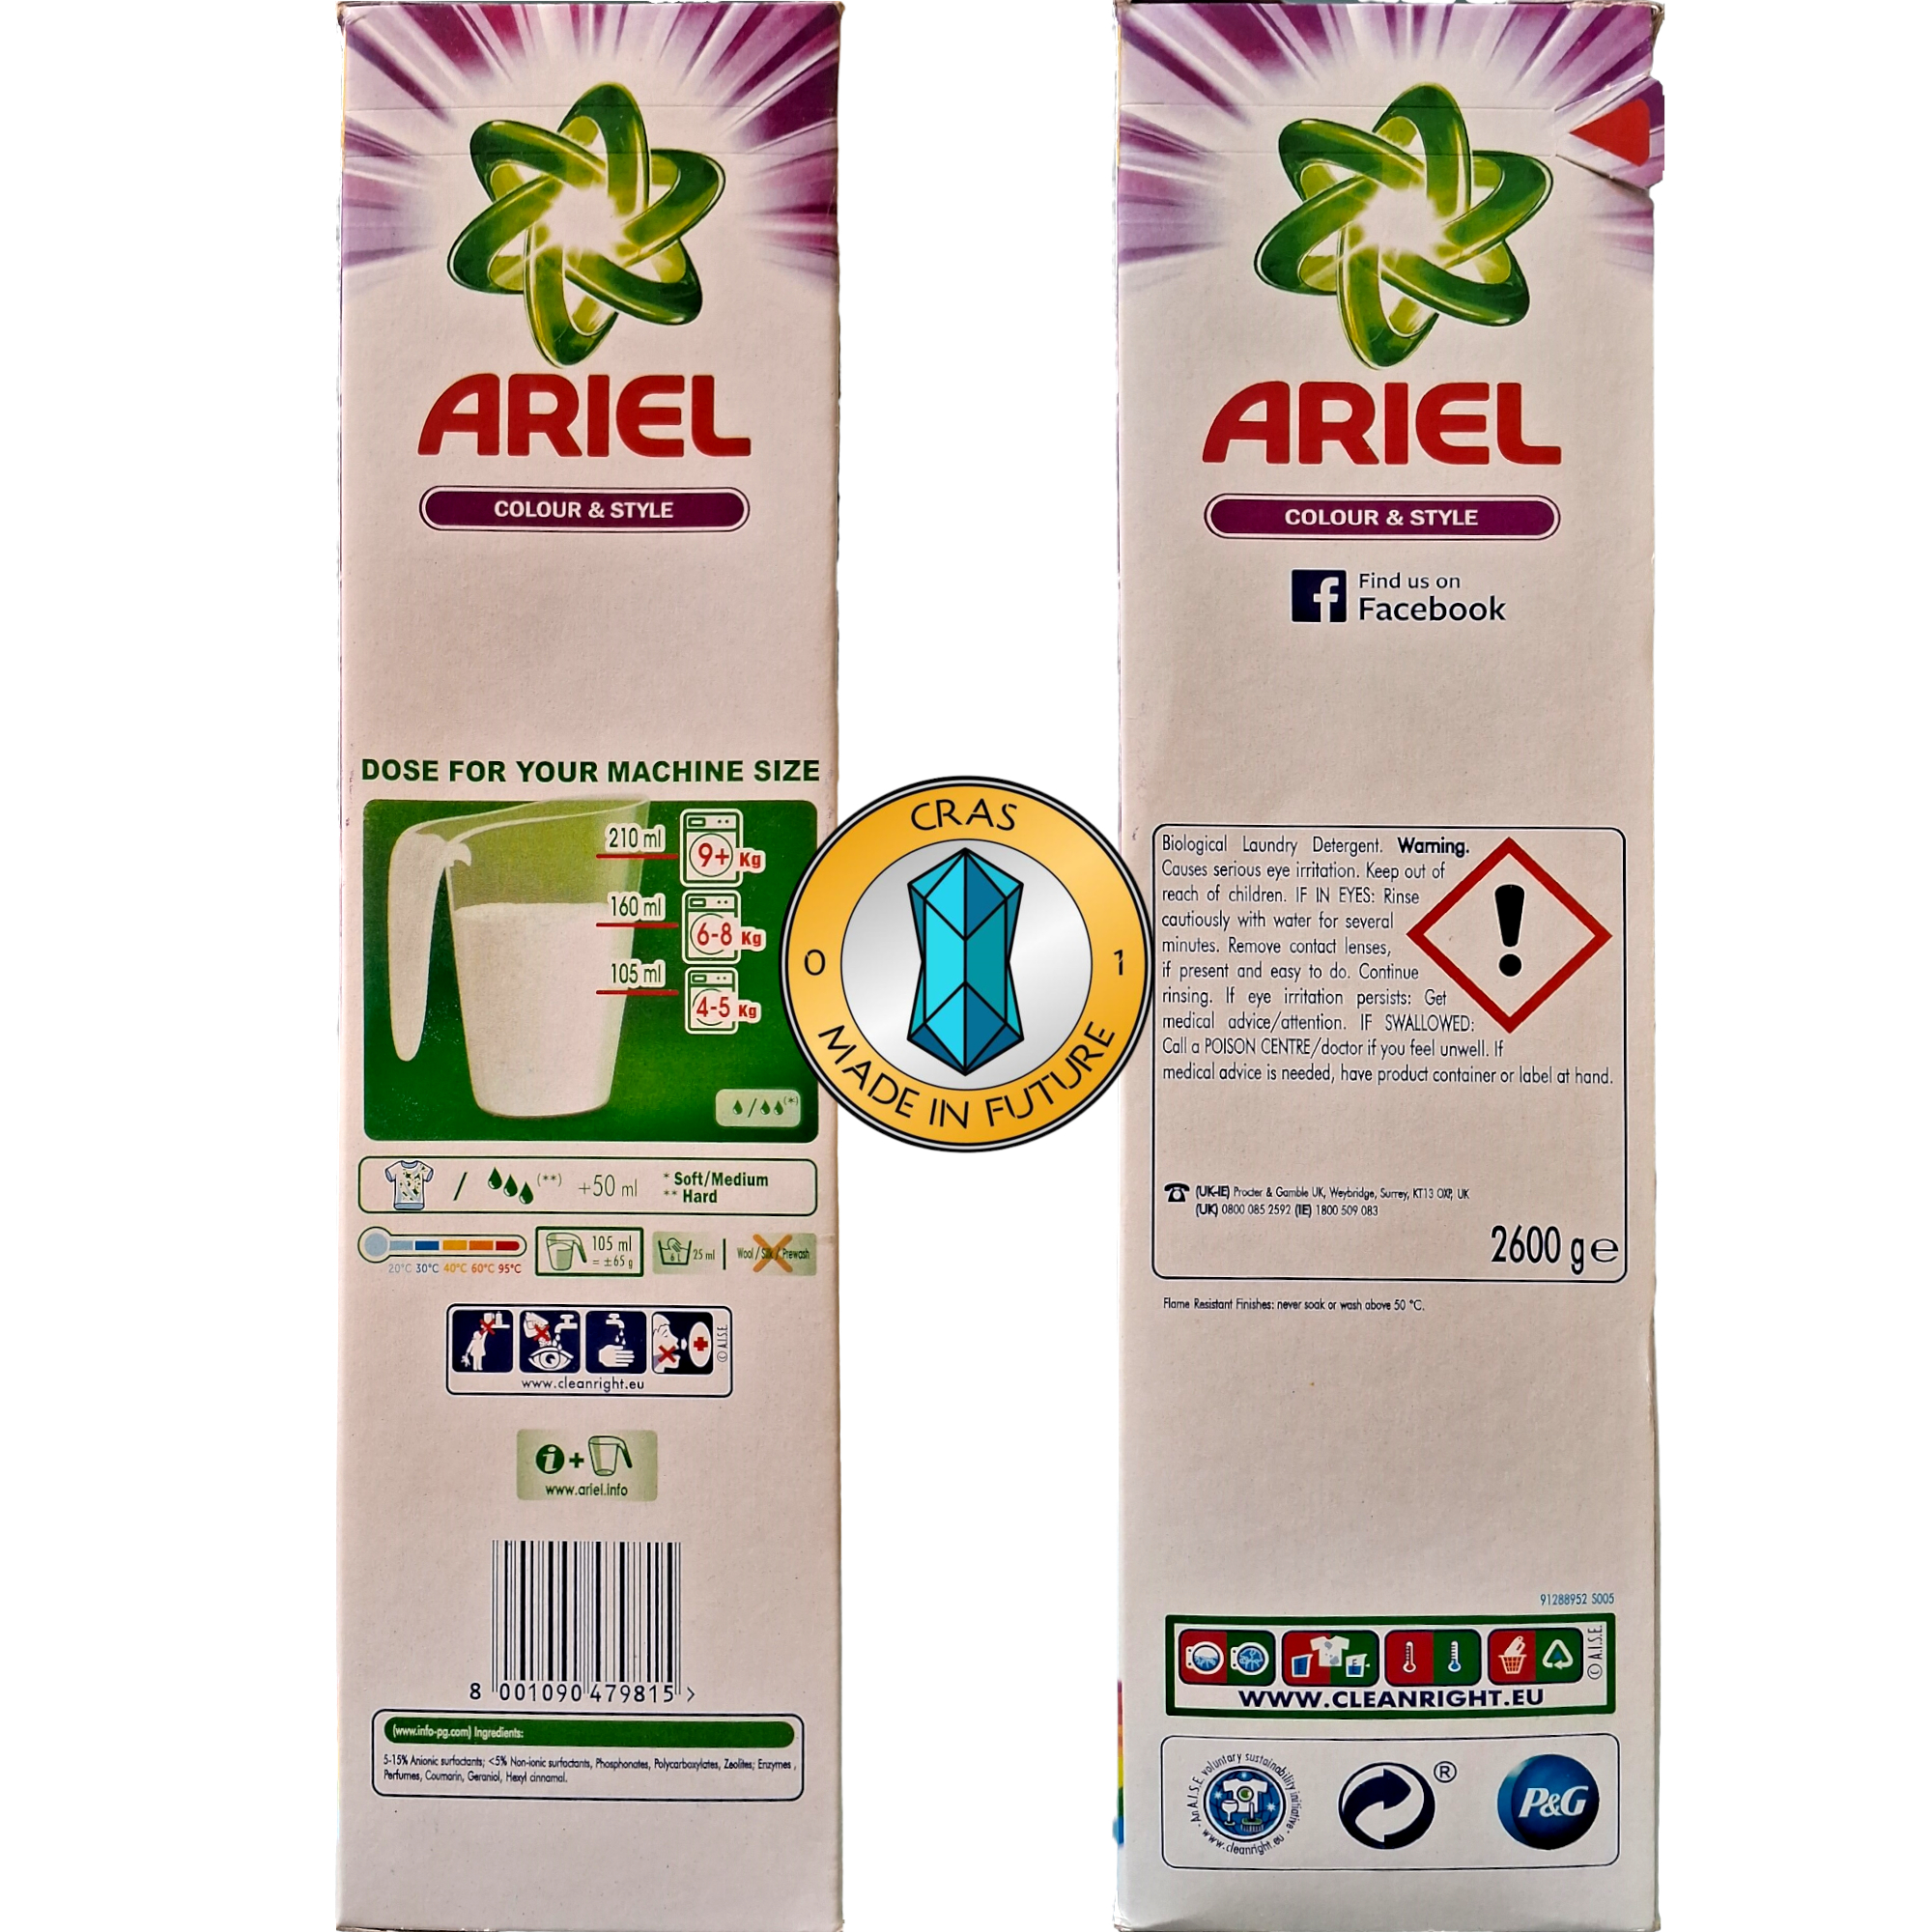 ARIEL
COLOUR & STYLE
DOSE FOR YOUR MACHINE SIZE
210 ml
9+ Kg
160 ml
6-8 Kg
105 ml
4-5 Kg
/ (*)
/ (**) +50 ml
* Soft/Medium
** Hard
20°C 30°C 40°C 60°C 95°C
105 ml
= ±65 g
6 L
25 ml
Wool / Silk / Prewash
© A.I.S.E.
www.cleanright.eu
i +
www.ariel.info
8 001090 479815 >
(www.info-pg.com) Ingredients:
5-15% Anionic surfactants; <5% Non-ionic surfactants, Phosphonates, Polycarboxylates, Zeolites; Enzymes ,
Perfumes, Coumarin, Geraniol, Hexyl cinnamal.
CRAS
0 1
MADE IN FUTURE
ARIEL
COLOUR & STYLE
f Find us on
Facebook
Biological Laundry Detergent. Warning.
Causes serious eye irritation. Keep out of
reach of children. IF IN EYES: Rinse
cautiously with water for several
minutes. Remove contact lenses,
if present and easy to do. Continue
rinsing. If eye irritation persists: Get
medical advice/attention. IF SWALLOWED:
Call a POISON CENTRE/doctor if you feel unwell. If
medical advice is needed, have product container or label at hand.
(UK-IE) Procter & Gamble UK, Weybridge, Surrey, KT13 0XP, UK
(UK) 0800 085 2592 (IE) 1800 509 083
2600 g e
Flame Resistant Finishes: never soak or wash above 50 °C.
91288952 S005
© A.I.S.E.
WWW.CLEANRIGHT.EU
- An A.I.S.E. voluntary sustainability initiative -
www.cleanright.eu
®
P&G